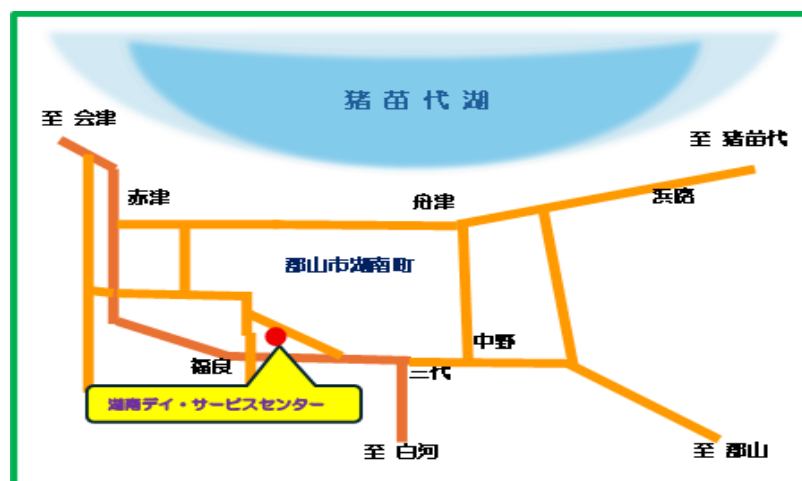 猪苗代湖
至 会津
至 猪苗代
赤津
舟津
浜路
郡山市湖南町
中野
福良
三代
湖南デイ・サービスセンター
至 白河
至 郡山